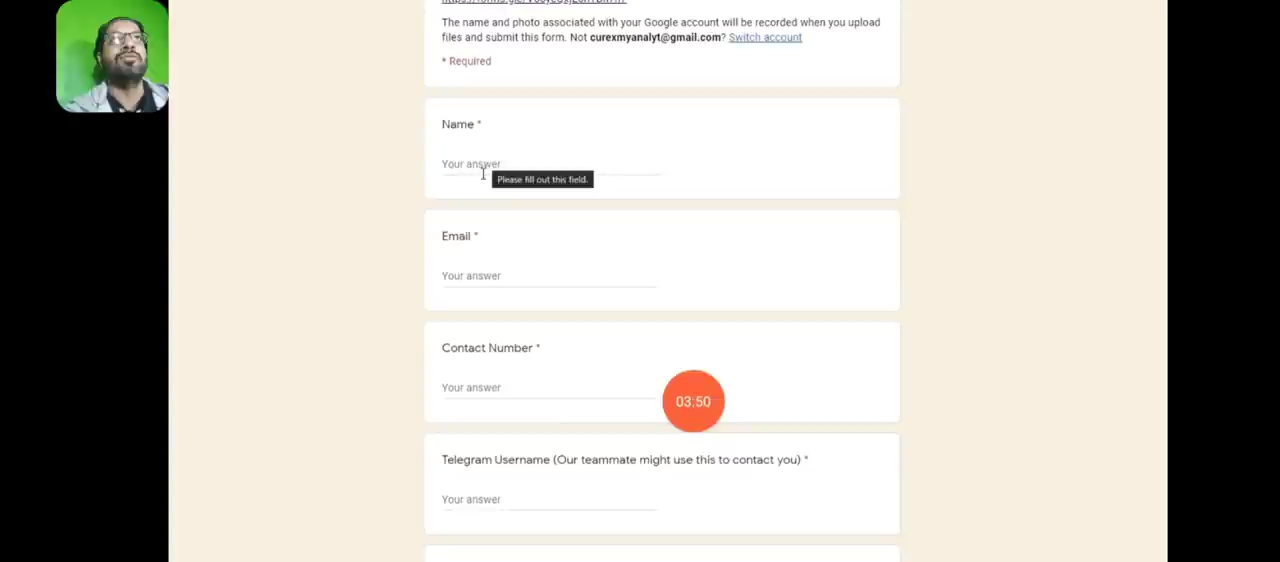 The name and photo associated with your Google account will be recorded when you upload
files and submit this form. Not curexmyanalyt@gmail.com? Switch account
* Required
Name *
Your answer
Please fill out this field.
Email *
Your answer
Contact Number *
Your answer
03:50
Telegram Username (Our teammate might use this to contact you) *
Your answer